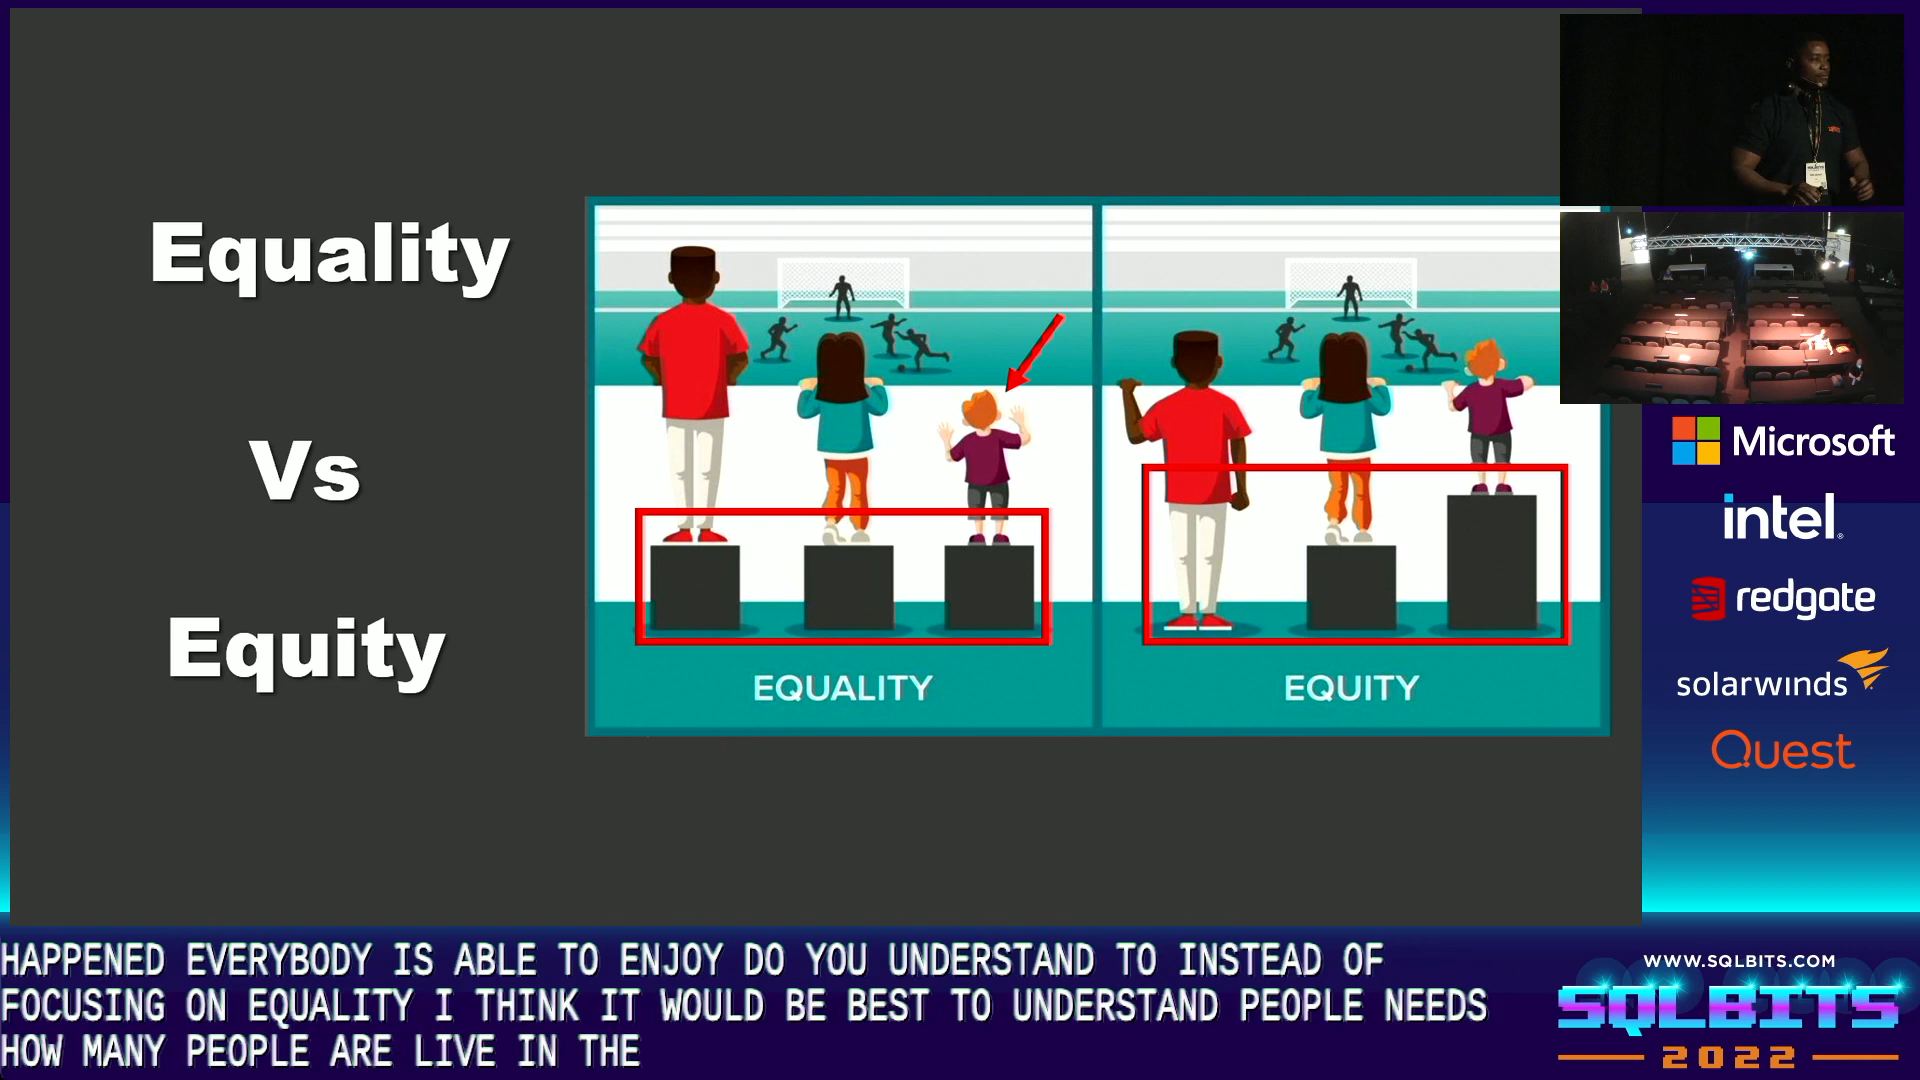 Equality
Vs
Equity
EQUALITY
EQUITY
Microsoft
intel
redgate
solarwinds
Quest
HAPPENED EVERYBODY IS ABLE TO ENJOY DO YOU UNDERSTAND TO INSTEAD OF
FOCUSING ON EQUALITY I THINK IT WOULD BE BEST TO UNDERSTAND PEOPLE NEEDS
HOW MANY PEOPLE ARE LIVE IN THE
WWW.SQLBITS.COM
SQLBITS
2022